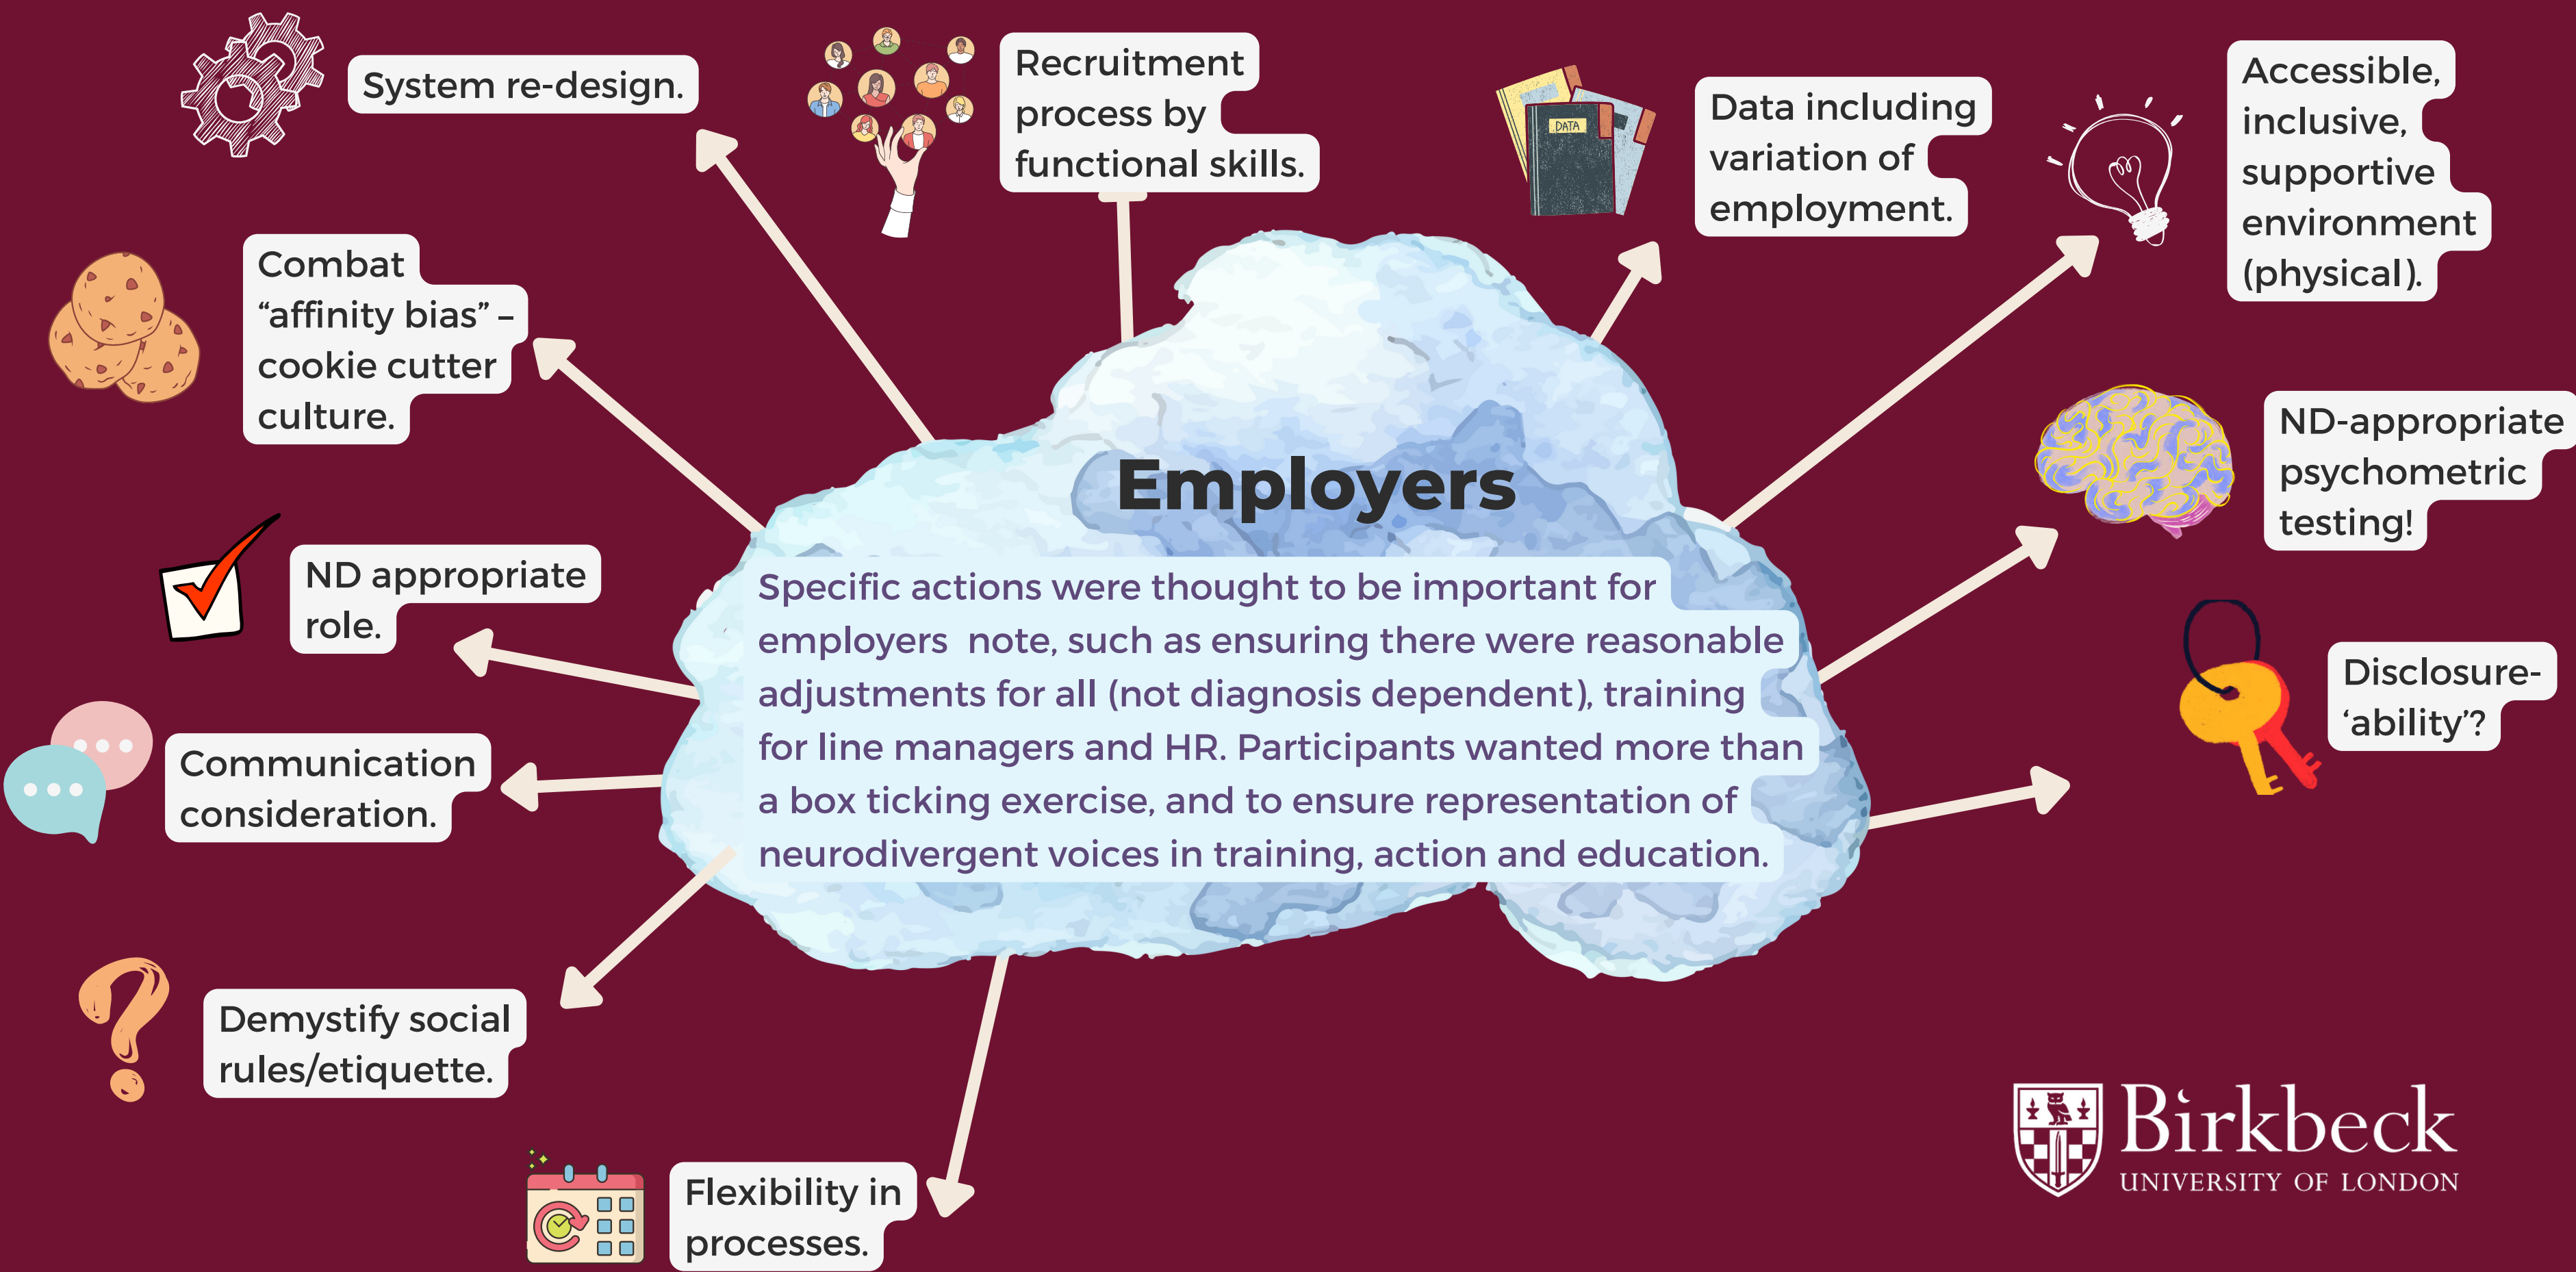 System re-design.
Recruitment
process by
functional skills.
DATA
Data including
variation of
employment.
Accessible,
inclusive,
supportive
environment
(physical).
Combat
“affinity bias” –
cookie cutter
culture.
ND-appropriate
psychometric
testing!
ND appropriate
role.
Disclosure-
‘ability’?
Communication
consideration.
Demystify social
rules/etiquette.
Flexibility in
processes.
Employers
Specific actions were thought to be important for
employers  note, such as ensuring there were reasonable
adjustments for all (not diagnosis dependent), training
for line managers and HR. Participants wanted more than
a box ticking exercise, and to ensure representation of
neurodivergent voices in training, action and education.
Birkbeck
UNIVERSITY OF LONDON